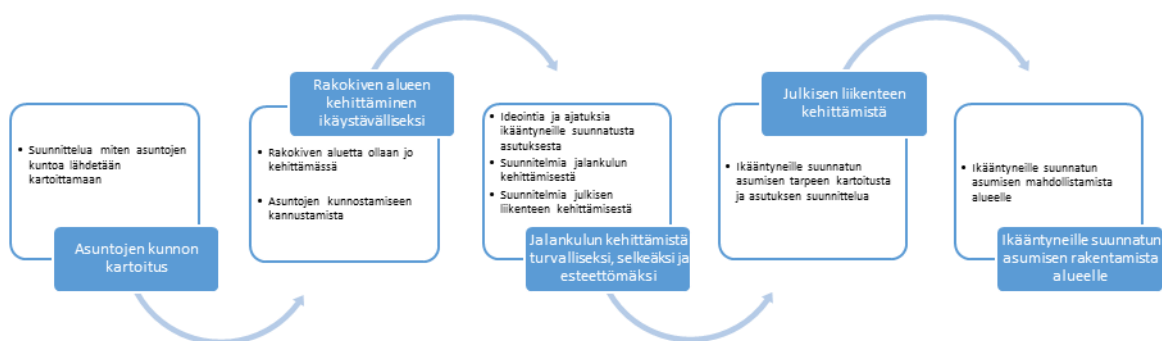 • Suunnittelua miten asuntojen
kuntoa lähdetään
kartoittamaan
Asuntojen kunnon
kartoitus
Rakokiven alueen
kehittäminen
ikäystävälliseksi
• Rakokiven aluetta ollaan jo
kehittämässä
• Asuntojen kunnostamiseen
kannustamista
• Ideointia ja ajatuksia
ikääntyneille suunnatusta
asutuksesta
• Suunnitelmia jalankulun
kehittämisestä
• Suunnitelmia julkisen
liikenteen kehittämisestä
Jalankulun kehittämistä
turvalliseksi, selkeäksi ja
esteettömäksi
Julkisen liikenteen
kehittämistä
• Ikääntyneille suunnatun
asumisen tarpeen kartoitusta
ja asutuksen suunnittelua
• Ikääntyneille suunnatun
asumisen mahdollistamista
alueelle
Ikääntyneille suunnatun
asumisen rakentamista
alueelle